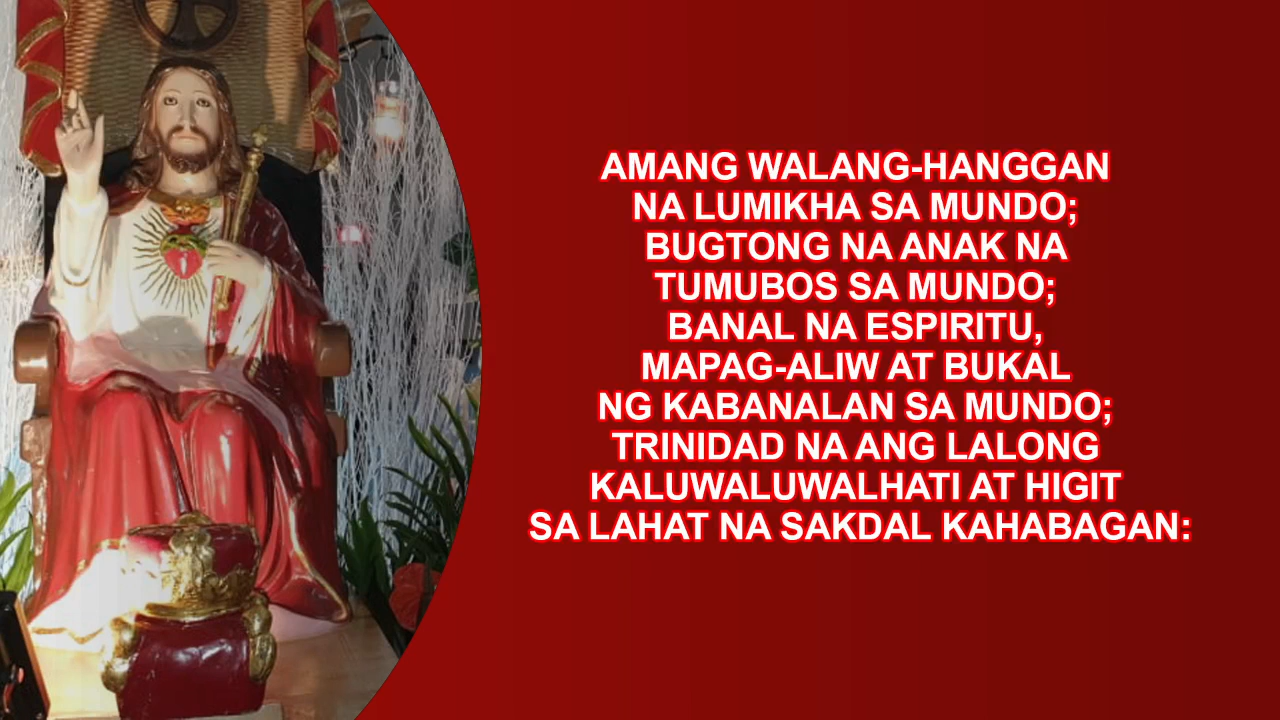 AMANG WALANG-HANGGAN
NA LUMIKHA SA MUNDO;
BUGTONG NA ANAK NA
TUMUBOS SA MUNDO;
BANAL NA ESPIRITU,
MAPAG-ALIW AT BUKAL
NG KABANALAN SA MUNDO;
TRINIDAD NA ANG LALONG
KALUWALUWALHATI AT HIGIT
SA LAHAT NA SAKDAL KAHABAGAN: